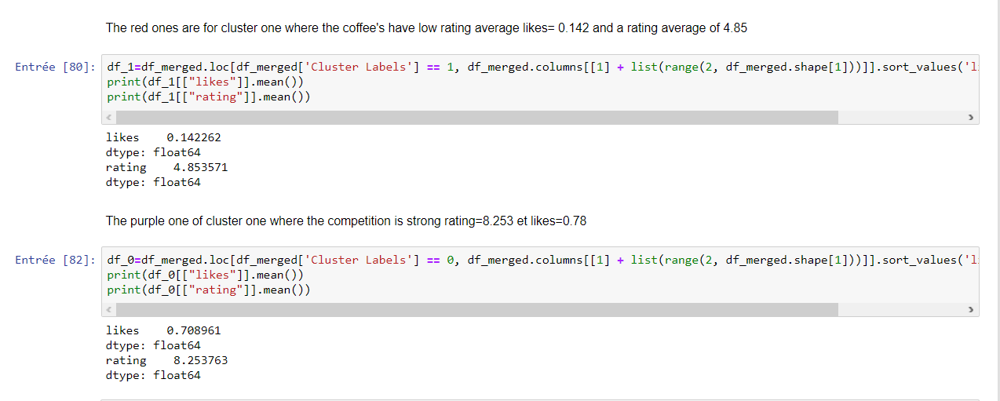 The red ones are for cluster one where the coffee's have low rating average likes= 0.142 and a rating average of 4.85
Entrée [80]: df_1=df_merged.loc[df_merged['Cluster Labels'] == 1, df_merged.columns[[1] + list(range(2, df_merged.shape[1]))]].sort_values('l
print(df_1[["likes"]].mean())
print(df_1[["rating"]].mean())
likes    0.142262
dtype: float64
rating    4.853571
dtype: float64
The purple one of cluster one where the competition is strong rating=8.253 et likes=0.78
Entrée [82]: df_0=df_merged.loc[df_merged['Cluster Labels'] == 0, df_merged.columns[[1] + list(range(2, df_merged.shape[1]))]].sort_values('l
print(df_0[["likes"]].mean())
print(df_0[["rating"]].mean())
likes    0.708961
dtype: float64
rating    8.253763
dtype: float64